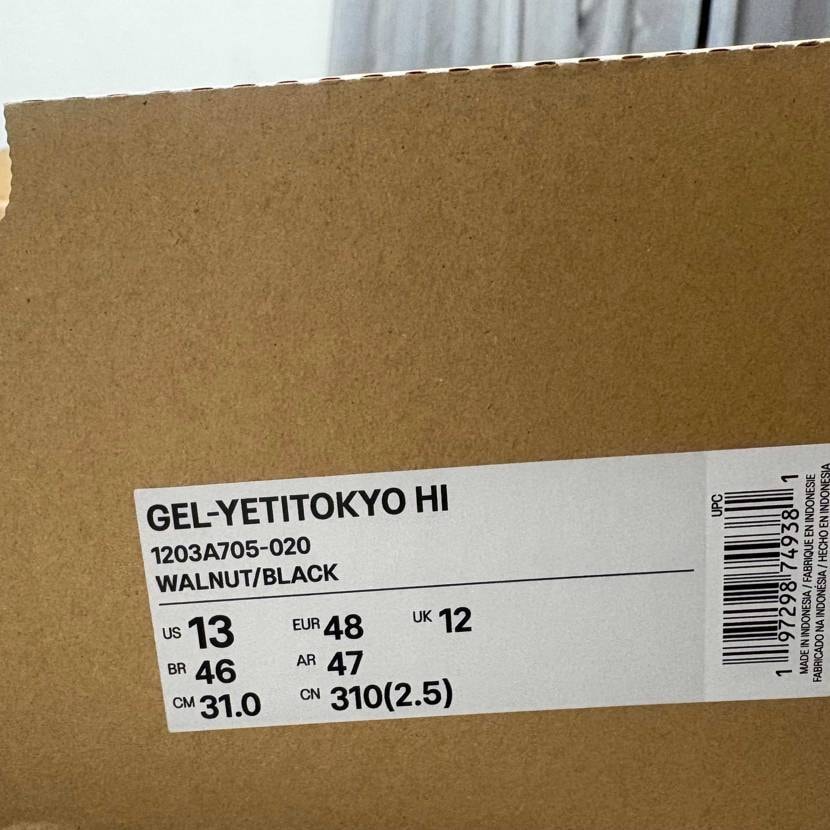 GEL-YETITOKYO HI
1203A705-020
WALNUT/BLACK
US 13 EUR 48 UK 12
BR 46 AR 47
CM 31.0 CN 310(2.5)
UPC
1 97298 74938 1
MADE IN INDONESIA / FABRIQUE EN INDONESIE
FABRICADO NA INDONÉSIA / HECHO EN INDONESIA